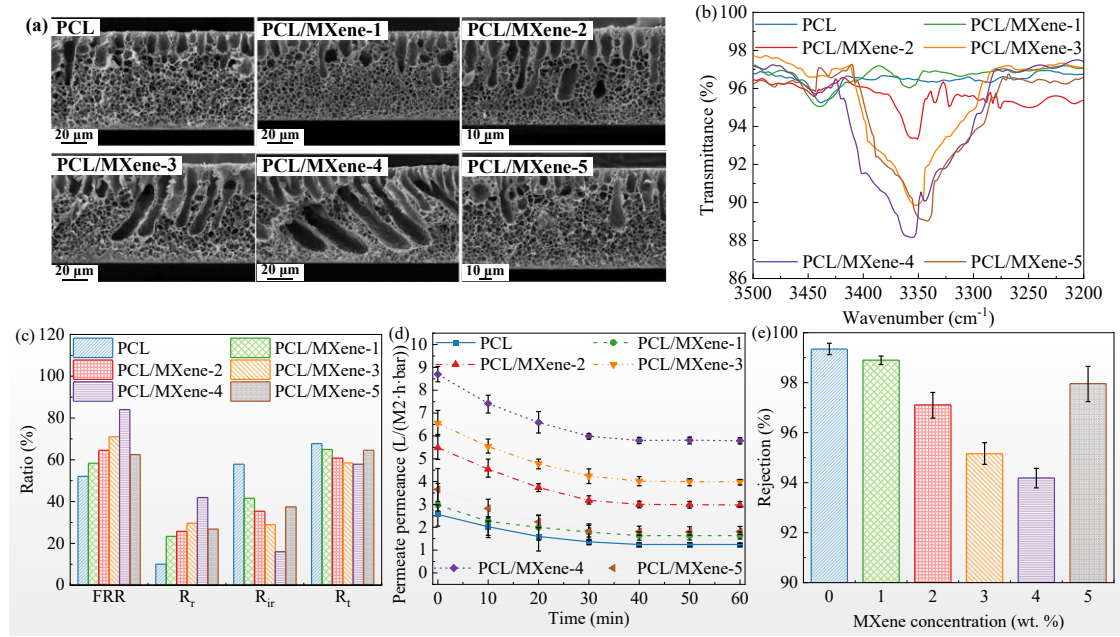 (a)
PCL
PCL/MXene-1
PCL/MXene-2
20 μm
20 μm
10 μm
PCL/MXene-3
PCL/MXene-4
PCL/MXene-5
20 μm
20 μm
10 μm
(b)
PCL
PCL/MXene-1
PCL/MXene-2
PCL/MXene-3
PCL/MXene-4
PCL/MXene-5
Transmittance (%)
104
102
100
98
96
94
92
90
88
86
3500
3450
3400
3350
3300
3250
3200
Wavenumber (cm⁻¹)
(c)
PCL
PCL/MXene-1
PCL/MXene-2
PCL/MXene-3
PCL/MXene-4
PCL/MXene-5
Ratio (%)
120
100
80
60
40
20
0
FRR
Rr
Rir
Rt
(d)
PCL
PCL/MXene-1
PCL/MXene-2
PCL/MXene-3
PCL/MXene-4
PCL/MXene-5
Permeate permeance (L/(M2·h·bar))
10
9
8
7
6
5
4
3
2
1
0
0
10
20
30
40
50
60
Time (min)
(e)
Rejection (%)
100
98
96
94
92
90
0
1
2
3
4
5
MXene concentration (wt. %)